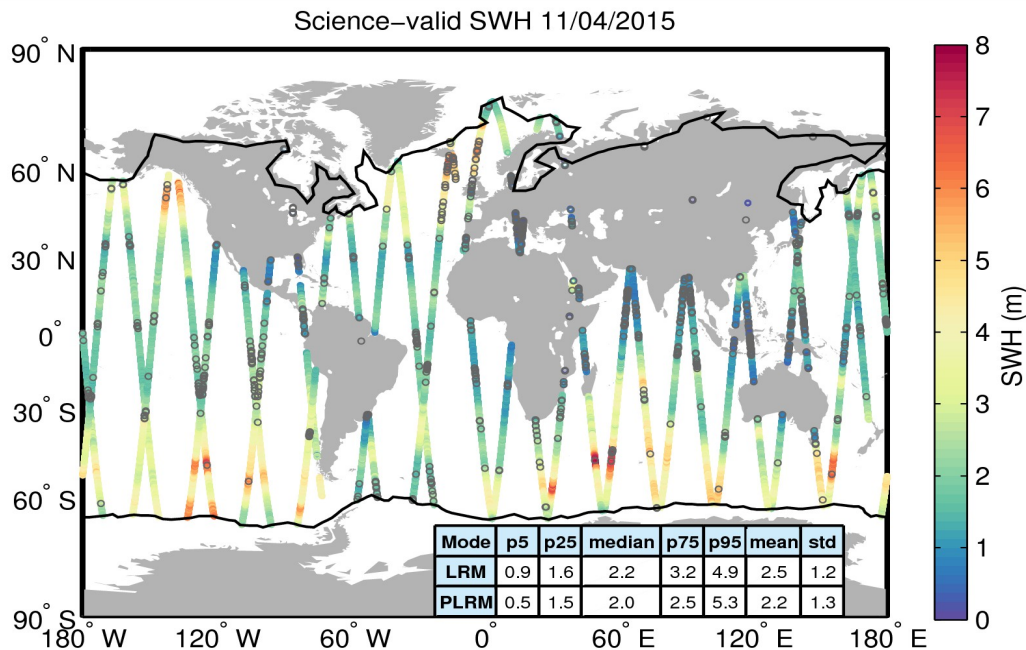 Science−valid SWH 11/04/2015
90° N
60° N
30° N
0°
30° S
60° S
90° S
180° W
120° W
60° W
0°
60° E
120° E
180° E
8
7
6
5
4
3
2
1
0
SWH (m)
Mode p5 p25 median p75 p95 mean std
LRM 0.9 1.6 2.2 3.2 4.9 2.5 1.2
PLRM 0.5 1.5 2.0 2.5 5.3 2.2 1.3